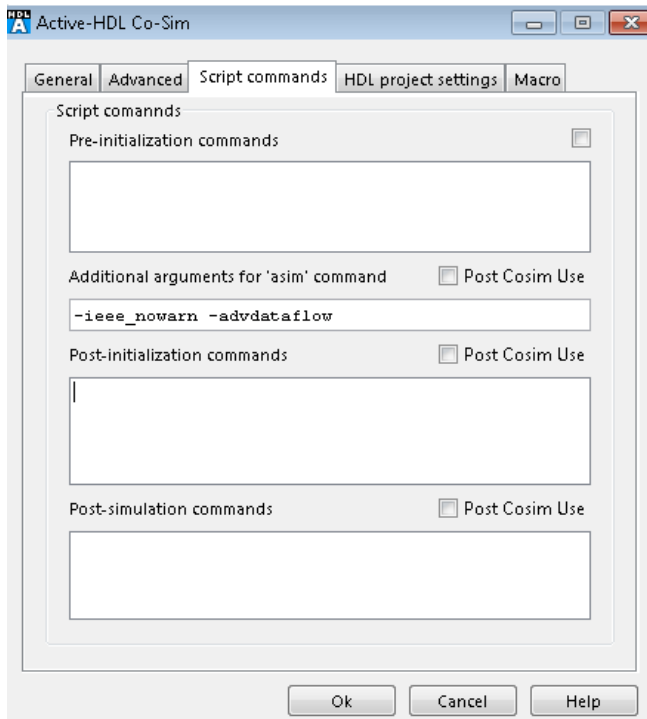 HDL
A
Active-HDL Co-Sim
General Advanced Script commands HDL project settings Macro
Script comannds
Pre-initialization commands
Additional arguments for 'asim' command Post Cosim Use
-ieee_nowarn -advdataflow
Post-initialization commands Post Cosim Use
Post-simulation commands Post Cosim Use
Ok Cancel Help